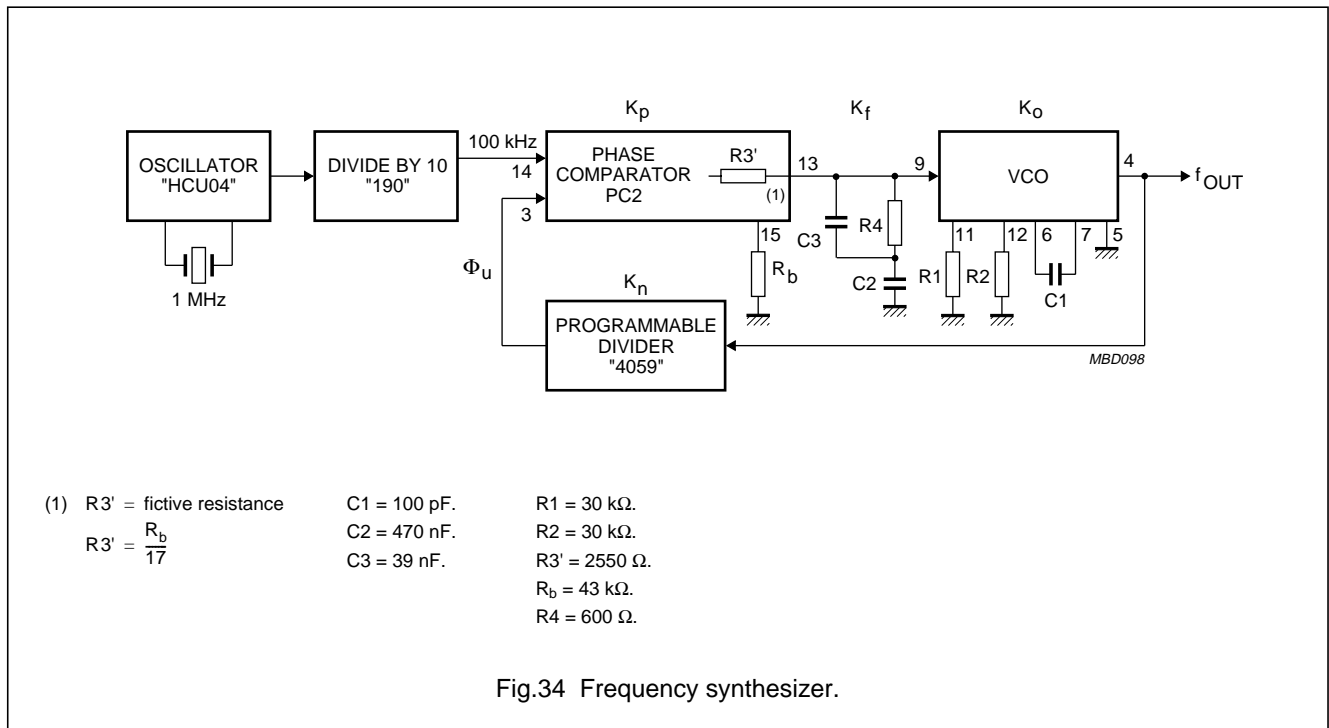 Kp
Kf
Ko
OSCILLATOR
"HCU04"
DIVIDE BY 10
"190"
100 kHz
14
3
PHASE
COMPARATOR
PC2
R3'
(1)
13
9
VCO
4
fOUT
1 MHz
Φu
15
Rb
C3
R4
C2
11
R1
12
R2
6
7
C1
5
Kn
PROGRAMMABLE
DIVIDER
"4059"
MBD098
(1) R3' = fictive resistance
R3' = Rb/17
C1 = 100 pF.
C2 = 470 nF.
C3 = 39 nF.
R1 = 30 kΩ.
R2 = 30 kΩ.
R3' = 2550 Ω.
Rb = 43 kΩ.
R4 = 600 Ω.
Fig.34 Frequency synthesizer.